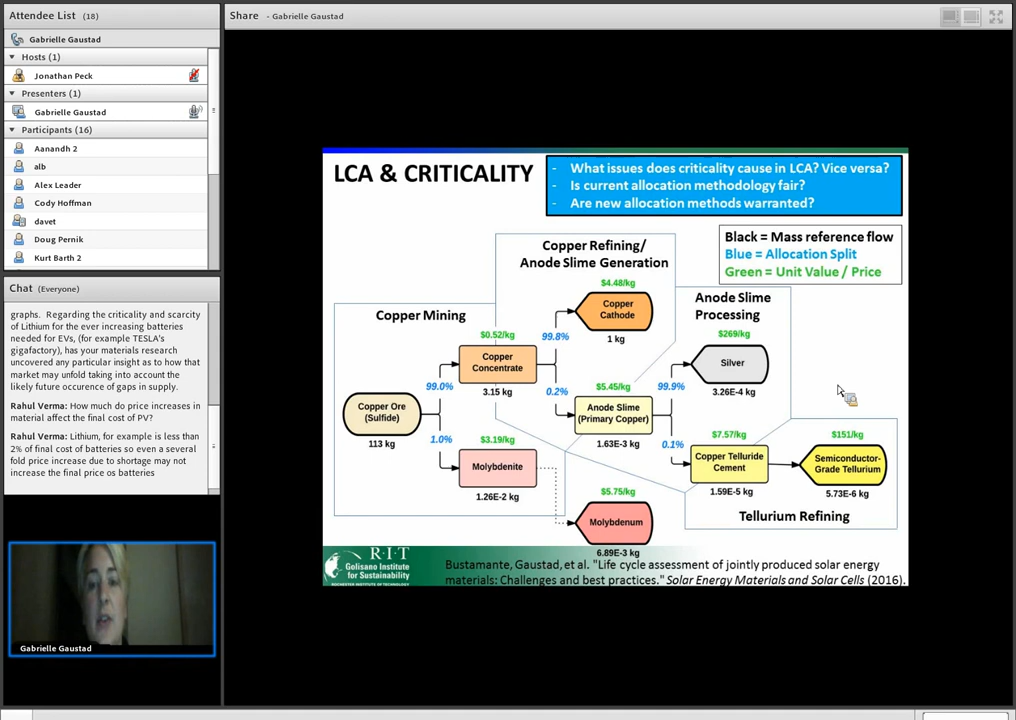 Attendee List (18)
Gabrielle Gaustad
Hosts (1)
Jonathan Peck
Presenters (1)
Gabrielle Gaustad
Participants (16)
Aanandh 2
alb
Alex Leader
Cody Hoffman
davet
Doug Pernik
Kurt Barth 2
Chat (Everyone)
graphs. Regarding the criticality and scarcity
of Lithium for the ever increasing batteries
needed for EVs, (for example TESLA's
gigafactory), has your materials research
uncovered any particular insight as to how that
market may unfold taking into account the
likely future occurence of gaps in supply.
Rahul Verma: How much do price increases in
material affect the final cost of PV?
Rahul Verma: Lithium, for example is less than
2% of final cost of batteries so even a several
fold price increase due to shortage may not
increase the final price os batteries
Gabrielle Gaustad
Share - Gabrielle Gaustad
LCA & CRITICALITY
- What issues does criticality cause in LCA? Vice versa?
- Is current allocation methodology fair?
- Are new allocation methods warranted?
Black = Mass reference flow
Blue = Allocation Split
Green = Unit Value / Price
Copper Refining/
Anode Slime Generation
Copper Mining
Anode Slime
Processing
$4.48/kg
Copper
Cathode
1 kg
99.8%
$0.52/kg
Copper
Concentrate
3.15 kg
0.2%
99.0%
Copper Ore
(Sulfide)
113 kg
1.0%
$3.19/kg
Molybdenite
1.26E-2 kg
$5.45/kg
Anode Slime
(Primary Copper)
1.63E-3 kg
$269/kg
Silver
3.26E-4 kg
99.9%
0.1%
$7.57/kg
Copper Telluride
Cement
1.59E-5 kg
$151/kg
Semiconductor-
Grade Tellurium
5.73E-6 kg
Tellurium Refining
$5.75/kg
Molybdenum
6.89E-3 kg
R·I·T
Golisano Institute
for Sustainability
ROCHESTER INSTITUTE OF TECHNOLOGY
Bustamante, Gaustad, et al. "Life cycle assessment of jointly produced solar energy
materials: Challenges and best practices." Solar Energy Materials and Solar Cells (2016).